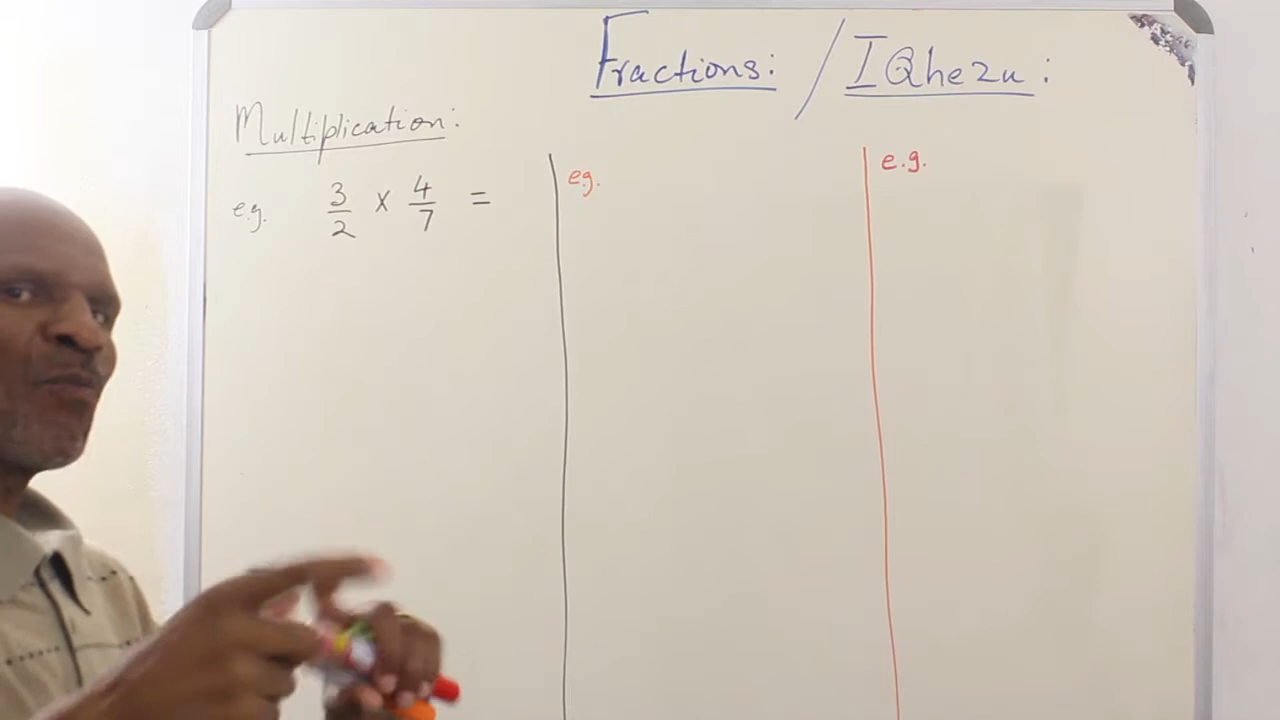 Fractions: / IQhezu:
Multiplication:
e.g. 3/2 x 4/7 =
eg.
e.g.